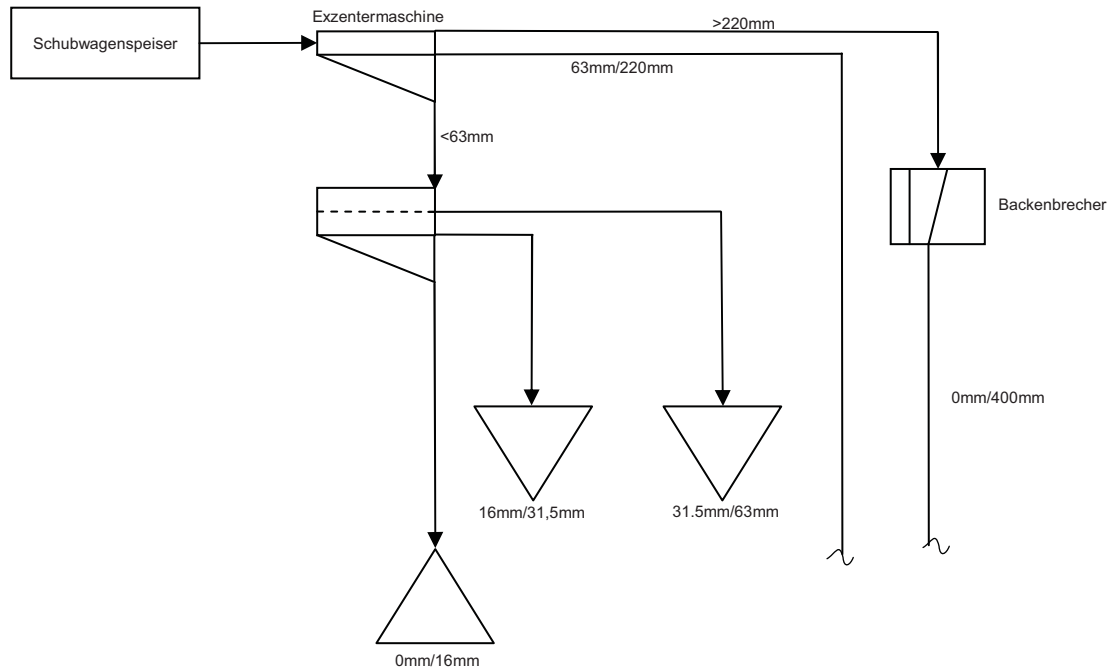 Exzentermaschine
Schubwagenspeiser
>220mm
63mm/220mm
<63mm
Backenbrecher
0mm/400mm
16mm/31,5mm
31.5mm/63mm
0mm/16mm